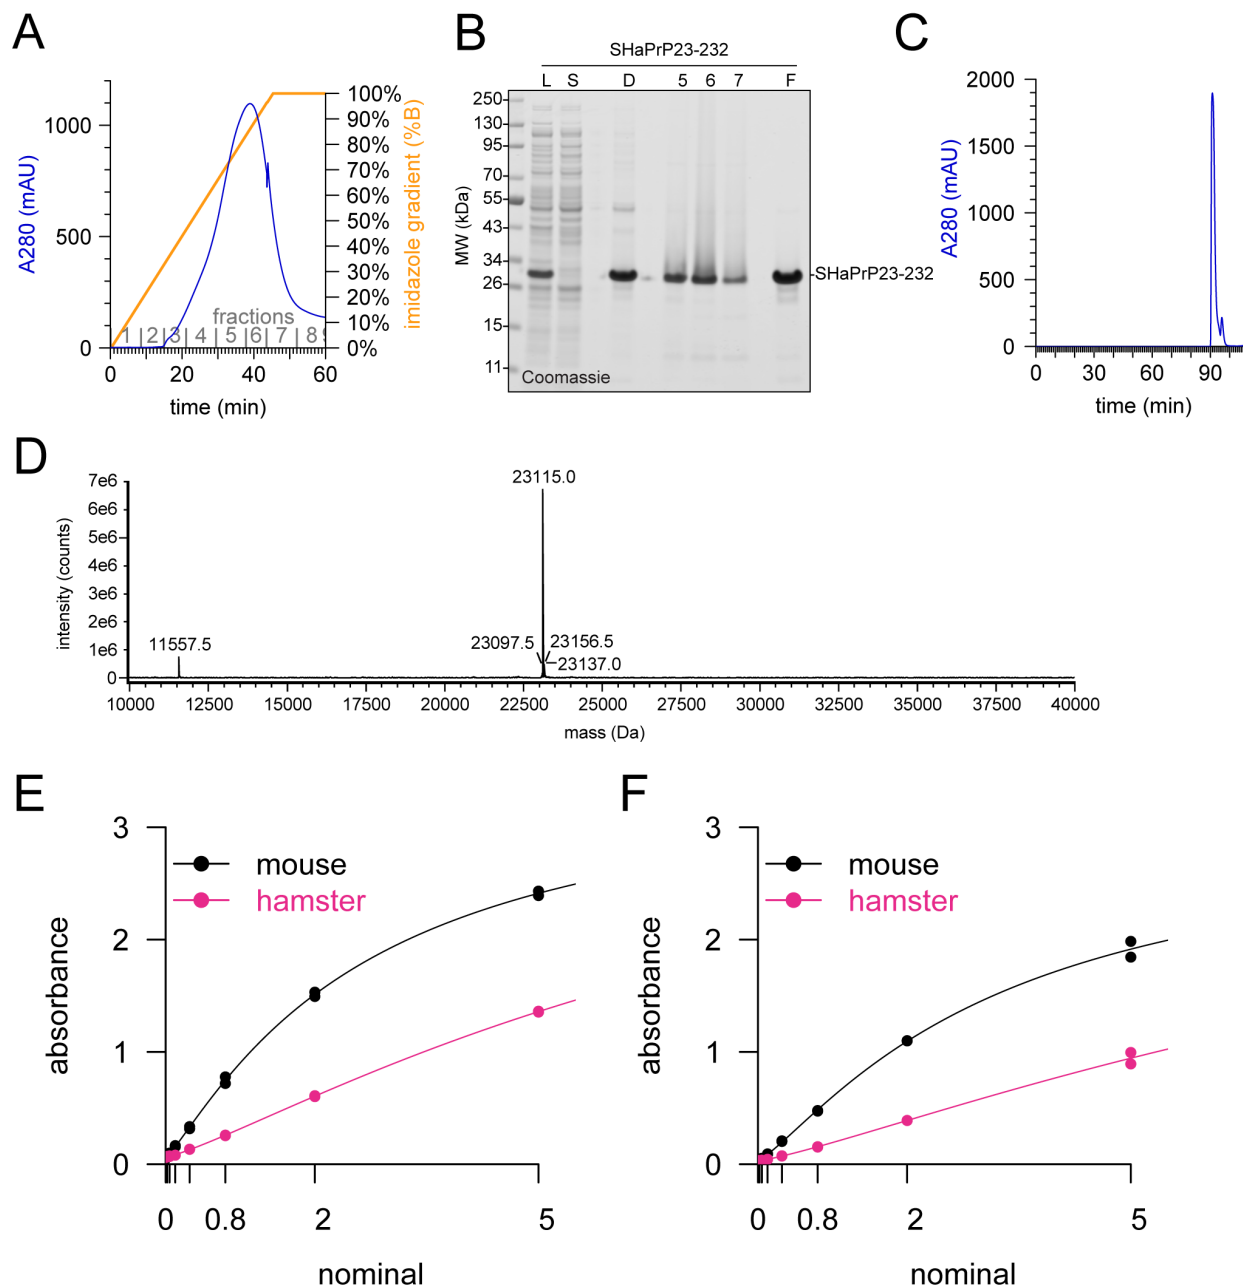 A
A280 (mAU)
1000
500
0
100%
90%
80%
70%
60%
50%
40%
30%
20%
10%
0%
imidazole gradient (%B)
fractions
1 2 3 4 5 6 7 8
0 20 40 60
time (min)
B
SHaPrP23-232
L S D 5 6 7 F
MW (kDa)
250
130
95
70
55
43
34
26
15
11
-SHaPrP23-232
Coomassie
C
A280 (mAU)
2000
1500
1000
500
0
0 30 60 90
time (min)
D
intensity (counts)
7e6
6e6
5e6
4e6
3e6
2e6
1e6
0
23115.0
11557.5
23097.5
23156.5
23137.0
10000 12500 15000 17500 20000 22500 25000 27500 30000 32500 35000 37500 40000
mass (Da)
E
absorbance
3
2
1
0
mouse
hamster
0 0.8 2 5
nominal
F
absorbance
3
2
1
0
mouse
hamster
0 0.8 2 5
nominal